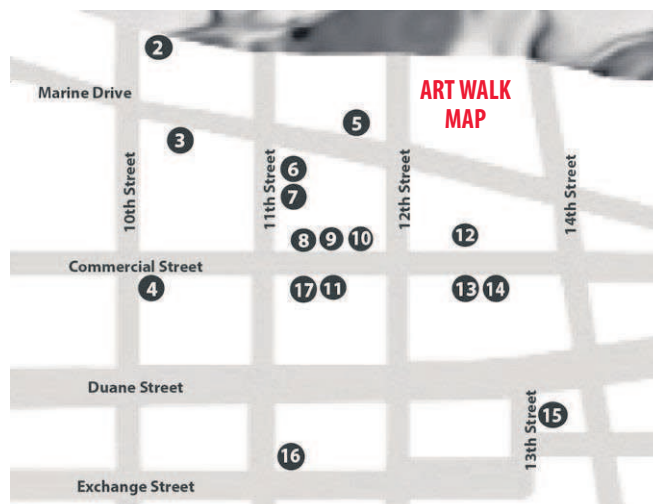 2
ART WALK
MAP
Marine Drive
5
3
6
7
10th Street
11th Street
12th Street
14th Street
8 9 10 12
Commercial Street
4 17 11 13 14
Duane Street
13th Street
15
16
Exchange Street